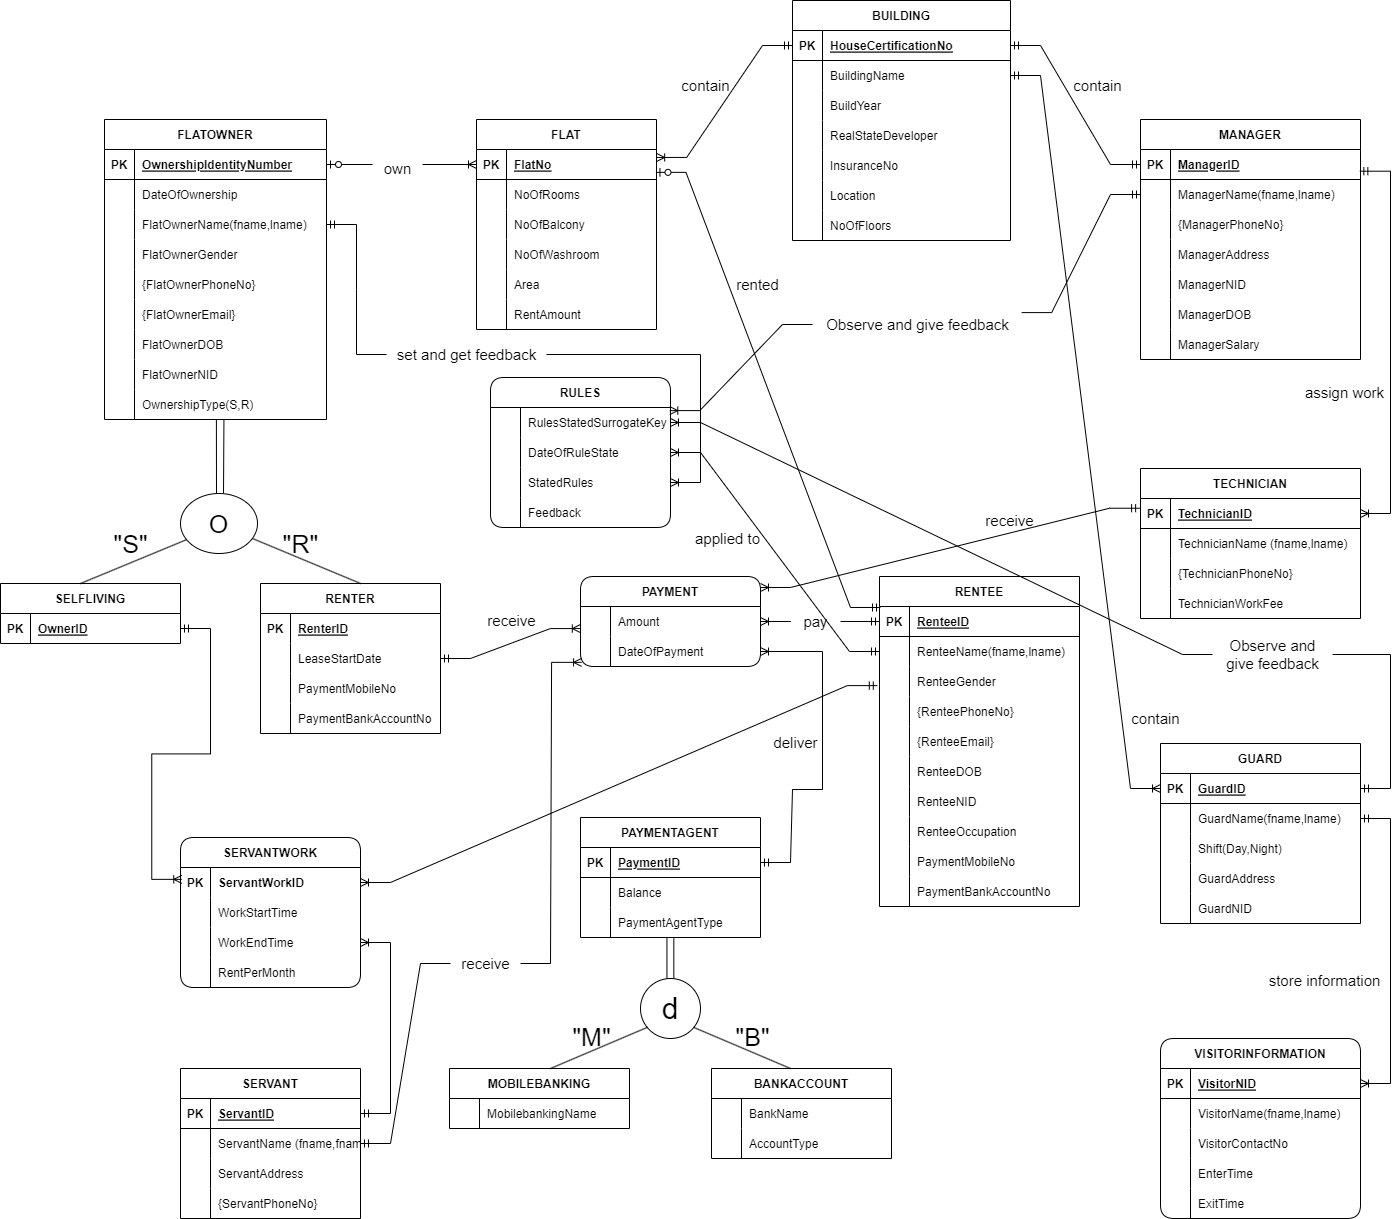 BUILDING
PK HouseCertificationNo
BuildingName
BuildYear
RealStateDeveloper
InsuranceNo
Location
NoOfFloors
contain
contain
FLATOWNER
PK OwnershipIdentityNumber
DateOfOwnership
FlatOwnerName(fname,lname)
FlatOwnerGender
{FlatOwnerPhoneNo}
{FlatOwnerEmail}
FlatOwnerDOB
FlatOwnerNID
OwnershipType(S,R)
own
FLAT
PK FlatNo
NoOfRooms
NoOfBalcony
NoOfWashroom
Area
RentAmount
MANAGER
PK ManagerID
ManagerName(fname,lname)
{ManagerPhoneNo}
ManagerAddress
ManagerNID
ManagerDOB
ManagerSalary
rented
Observe and give feedback
set and get feedback
assign work
RULES
RulesStatedSurrogateKey
DateOfRuleState
StatedRules
Feedback
O
"S"
"R"
applied to
receive
TECHNICIAN
PK TechnicianID
TechnicianName (fname,lname)
{TechnicianPhoneNo}
TechnicianWorkFee
SELFLIVING
PK OwnerID
RENTER
PK RenterID
LeaseStartDate
PaymentMobileNo
PaymentBankAccountNo
receive
PAYMENT
Amount
DateOfPayment
pay
RENTEE
PK RenteeID
RenteeName(fname,lname)
RenteeGender
{RenteePhoneNo}
{RenteeEmail}
RenteeDOB
RenteeNID
RenteeOccupation
PaymentMobileNo
PaymentBankAccountNo
Observe and
give feedback
contain
deliver
GUARD
PK GuardID
GuardName(fname,lname)
Shift(Day,Night)
GuardAddress
GuardNID
SERVANTWORK
PK ServantWorkID
WorkStartTime
WorkEndTime
RentPerMonth
PAYMENTAGENT
PK PaymentID
Balance
PaymentAgentType
receive
store information
d
"M"
"B"
SERVANT
PK ServantID
ServantName (fname,fnam
ServantAddress
{ServantPhoneNo}
MOBILEBANKING
MobilebankingName
BANKACCOUNT
BankName
AccountType
VISITORINFORMATION
PK VisitorNID
VisitorName(fname,lname)
VisitorContactNo
EnterTime
ExitTime